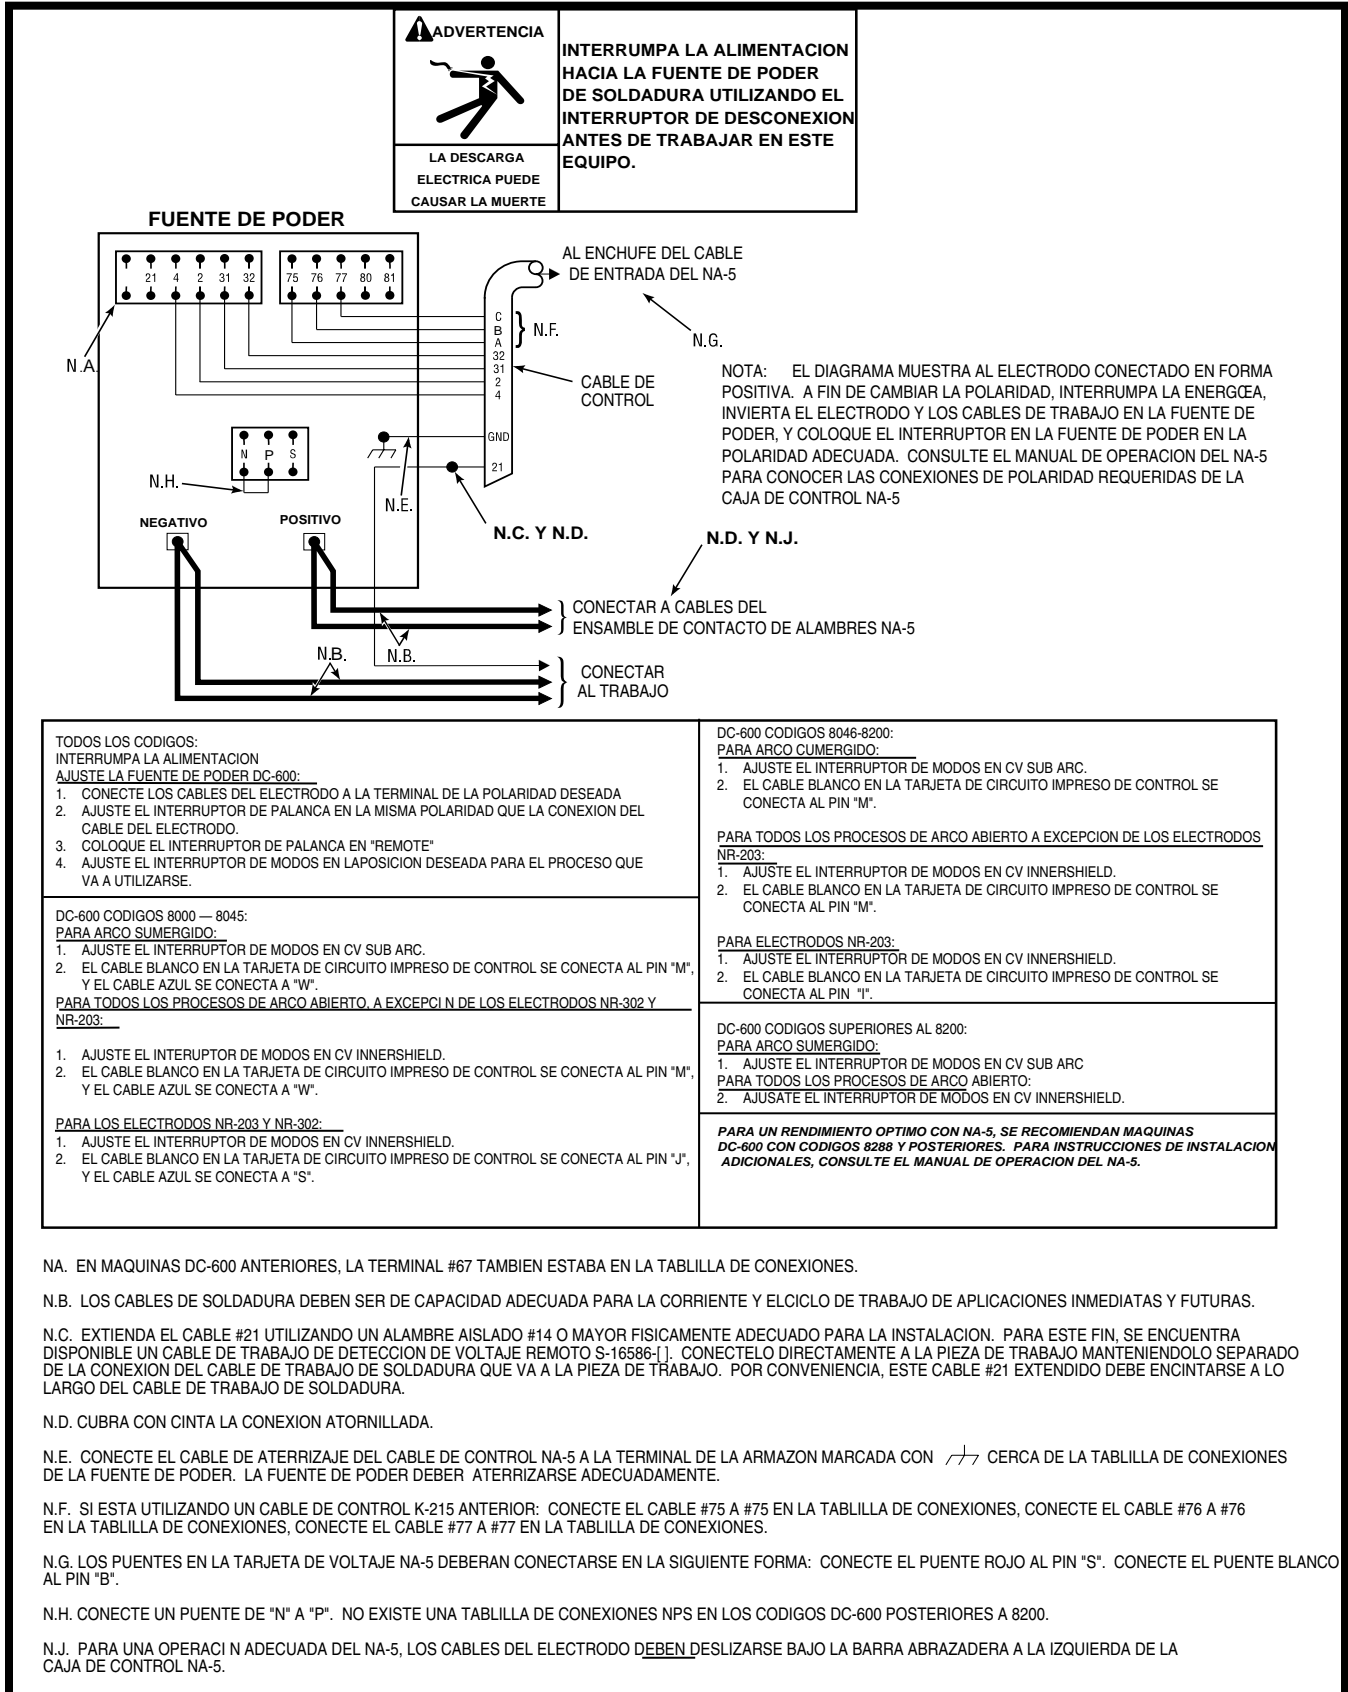 ADVERTENCIA
LA DESCARGA
ELECTRICA PUEDE
CAUSAR LA MUERTE
INTERRUMPA LA ALIMENTACION
HACIA LA FUENTE DE PODER
DE SOLDADURA UTILIZANDO EL
INTERRUPTOR DE DESCONEXION
ANTES DE TRABAJAR EN ESTE
EQUIPO.
FUENTE DE PODER
21 4 2 31 32
75 76 77 80 81
N.A.
AL ENCHUFE DEL CABLE
DE ENTRADA DEL NA-5
N.G.
C
B
A
32
31
2
4
GND
21
N.F.
CABLE DE
CONTROL
NOTA: EL DIAGRAMA MUESTRA AL ELECTRODO CONECTADO EN FORMA
POSITIVA. A FIN DE CAMBIAR LA POLARIDAD, INTERRUMPA LA ENERGŒA,
INVIERTA EL ELECTRODO Y LOS CABLES DE TRABAJO EN LA FUENTE DE
PODER, Y COLOQUE EL INTERRUPTOR EN LA FUENTE DE PODER EN LA
POLARIDAD ADECUADA. CONSULTE EL MANUAL DE OPERACION DEL NA-5
PARA CONOCER LAS CONEXIONES DE POLARIDAD REQUERIDAS DE LA
CAJA DE CONTROL NA-5
N P S
N.H.
N.E.
N.C. Y N.D.
NEGATIVO
POSITIVO
N.D. Y N.J.
CONECTAR A CABLES DEL
ENSAMBLE DE CONTACTO DE ALAMBRES NA-5
N.B.
N.B.
CONECTAR
AL TRABAJO
TODOS LOS CODIGOS:
INTERRUMPA LA ALIMENTACION
AJUSTE LA FUENTE DE PODER DC-600:
1. CONECTE LOS CABLES DEL ELECTRODO A LA TERMINAL DE LA POLARIDAD DESEADA
2. AJUSTE EL INTERRUPTOR DE PALANCA EN LA MISMA POLARIDAD QUE LA CONEXION DEL
CABLE DEL ELECTRODO.
3. COLOQUE EL INTERRUPTOR DE PALANCA EN "REMOTE"
4. AJUSTE EL INTERRUPTOR DE MODOS EN LAPOSICION DESEADA PARA EL PROCESO QUE
VA A UTILIZARSE.
DC-600 CODIGOS 8000 — 8045:
PARA ARCO SUMERGIDO:
1. AJUSTE EL INTERRUPTOR DE MODOS EN CV SUB ARC.
2. EL CABLE BLANCO EN LA TARJETA DE CIRCUITO IMPRESO DE CONTROL SE CONECTA AL PIN "M",
Y EL CABLE AZUL SE CONECTA A "W".
PARA TODOS LOS PROCESOS DE ARCO ABIERTO, A EXCEPCI N DE LOS ELECTRODOS NR-302 Y
NR-203:
1. AJUSTE EL INTERUPTOR DE MODOS EN CV INNERSHIELD.
2. EL CABLE BLANCO EN LA TARJETA DE CIRCUITO IMPRESO DE CONTROL SE CONECTA AL PIN "M",
Y EL CABLE AZUL SE CONECTA A "W".
PARA LOS ELECTRODOS NR-203 Y NR-302:
1. AJUSTE EL INTERRUPTOR DE MODOS EN CV INNERSHIELD.
2. EL CABLE BLANCO EN LA TARJETA DE CIRCUITO IMPRESO DE CONTROL SE CONECTA AL PIN "J",
Y EL CABLE AZUL SE CONECTA A "S".
DC-600 CODIGOS 8046-8200:
PARA ARCO CUMERGIDO:
1. AJUSTE EL INTERRUPTOR DE MODOS EN CV SUB ARC.
2. EL CABLE BLANCO EN LA TARJETA DE CIRCUITO IMPRESO DE CONTROL SE
CONECTA AL PIN "M".
PARA TODOS LOS PROCESOS DE ARCO ABIERTO A EXCEPCION DE LOS ELECTRODOS
NR-203:
1. AJUSTE EL INTERRUPTOR DE MODOS EN CV INNERSHIELD.
2. EL CABLE BLANCO EN LA TARJETA DE CIRCUITO IMPRESO DE CONTROL SE
CONECTA AL PIN "M".
PARA ELECTRODOS NR-203:
1. AJUSTE EL INTERRUPTOR DE MODOS EN CV INNERSHIELD.
2. EL CABLE BLANCO EN LA TARJETA DE CIRCUITO IMPRESO DE CONTROL SE
CONECTA AL PIN "I".
DC-600 CODIGOS SUPERIORES AL 8200:
PARA ARCO SUMERGIDO:
1. AJUSTE EL INTERRUPTOR DE MODOS EN CV SUB ARC
PARA TODOS LOS PROCESOS DE ARCO ABIERTO:
2. AJUSATE EL INTERRUPTOR DE MODOS EN CV INNERSHIELD.
PARA UN RENDIMIENTO OPTIMO CON NA-5, SE RECOMIENDAN MAQUINAS
DC-600 CON CODIGOS 8288 Y POSTERIORES. PARA INSTRUCCIONES DE INSTALACION
ADICIONALES, CONSULTE EL MANUAL DE OPERACION DEL NA-5.
NA. EN MAQUINAS DC-600 ANTERIORES, LA TERMINAL #67 TAMBIEN ESTABA EN LA TABLILLA DE CONEXIONES.
N.B. LOS CABLES DE SOLDADURA DEBEN SER DE CAPACIDAD ADECUADA PARA LA CORRIENTE Y ELCICLO DE TRABAJO DE APLICACIONES INMEDIATAS Y FUTURAS.
N.C. EXTIENDA EL CABLE #21 UTILIZANDO UN ALAMBRE AISLADO #14 O MAYOR FISICAMENTE ADECUADO PARA LA INSTALACION. PARA ESTE FIN, SE ENCUENTRA
DISPONIBLE UN CABLE DE TRABAJO DE DETECCION DE VOLTAJE REMOTO S-16586-[ ]. CONECTELO DIRECTAMENTE A LA PIEZA DE TRABAJO MANTENIENDOLO SEPARADO
DE LA CONEXION DEL CABLE DE TRABAJO DE SOLDADURA QUE VA A LA PIEZA DE TRABAJO. POR CONVENIENCIA, ESTE CABLE #21 EXTENDIDO DEBE ENCINTARSE A LO
LARGO DEL CABLE DE TRABAJO DE SOLDADURA.
N.D. CUBRA CON CINTA LA CONEXION ATORNILLADA.
N.E. CONECTE EL CABLE DE ATERRIZAJE DEL CABLE DE CONTROL NA-5 A LA TERMINAL DE LA ARMAZON MARCADA CON CERCA DE LA TABLILLA DE CONEXIONES
DE LA FUENTE DE PODER. LA FUENTE DE PODER DEBER ATERRIZARSE ADECUADAMENTE.
N.F. SI ESTA UTILIZANDO UN CABLE DE CONTROL K-215 ANTERIOR: CONECTE EL CABLE #75 A #75 EN LA TABLILLA DE CONEXIONES, CONECTE EL CABLE #76 A #76
EN LA TABLILLA DE CONEXIONES, CONECTE EL CABLE #77 A #77 EN LA TABLILLA DE CONEXIONES.
N.G. LOS PUENTES EN LA TARJETA DE VOLTAJE NA-5 DEBERAN CONECTARSE EN LA SIGUIENTE FORMA: CONECTE EL PUENTE ROJO AL PIN "S". CONECTE EL PUENTE BLANCO
AL PIN "B".
N.H. CONECTE UN PUENTE DE "N" A "P". NO EXISTE UNA TABLILLA DE CONEXIONES NPS EN LOS CODIGOS DC-600 POSTERIORES A 8200.
N.J. PARA UNA OPERACI N ADECUADA DEL NA-5, LOS CABLES DEL ELECTRODO DEBEN DESLIZARSE BAJO LA BARRA ABRAZADERA A LA IZQUIERDA DE LA
CAJA DE CONTROL NA-5.